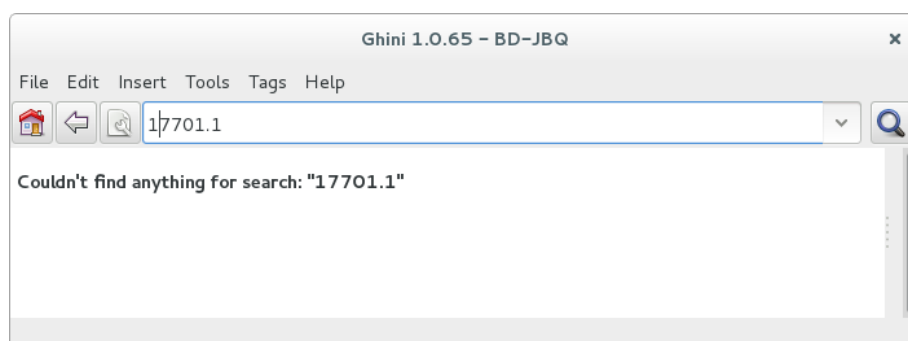 Ghini 1.0.65 - BD-JBQ
File Edit Insert Tools Tags Help
17701.1
Couldn't find anything for search: "17701.1"